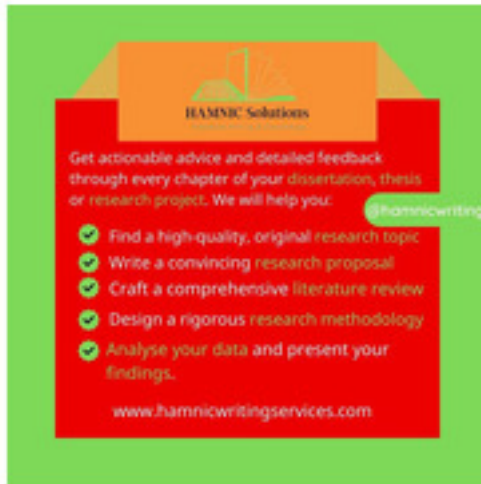 HAMNIC Solutions
Get actionable advice and detailed feedback
through every chapter of your dissertation, thesis
or research project. We will help you:
@hamnicwriting
Find a high-quality, original research topic
Write a convincing research proposal
Craft a comprehensive literature review
Design a rigorous research methodology
Analyse your data and present your
findings.
www.hamnicwritingservices.com